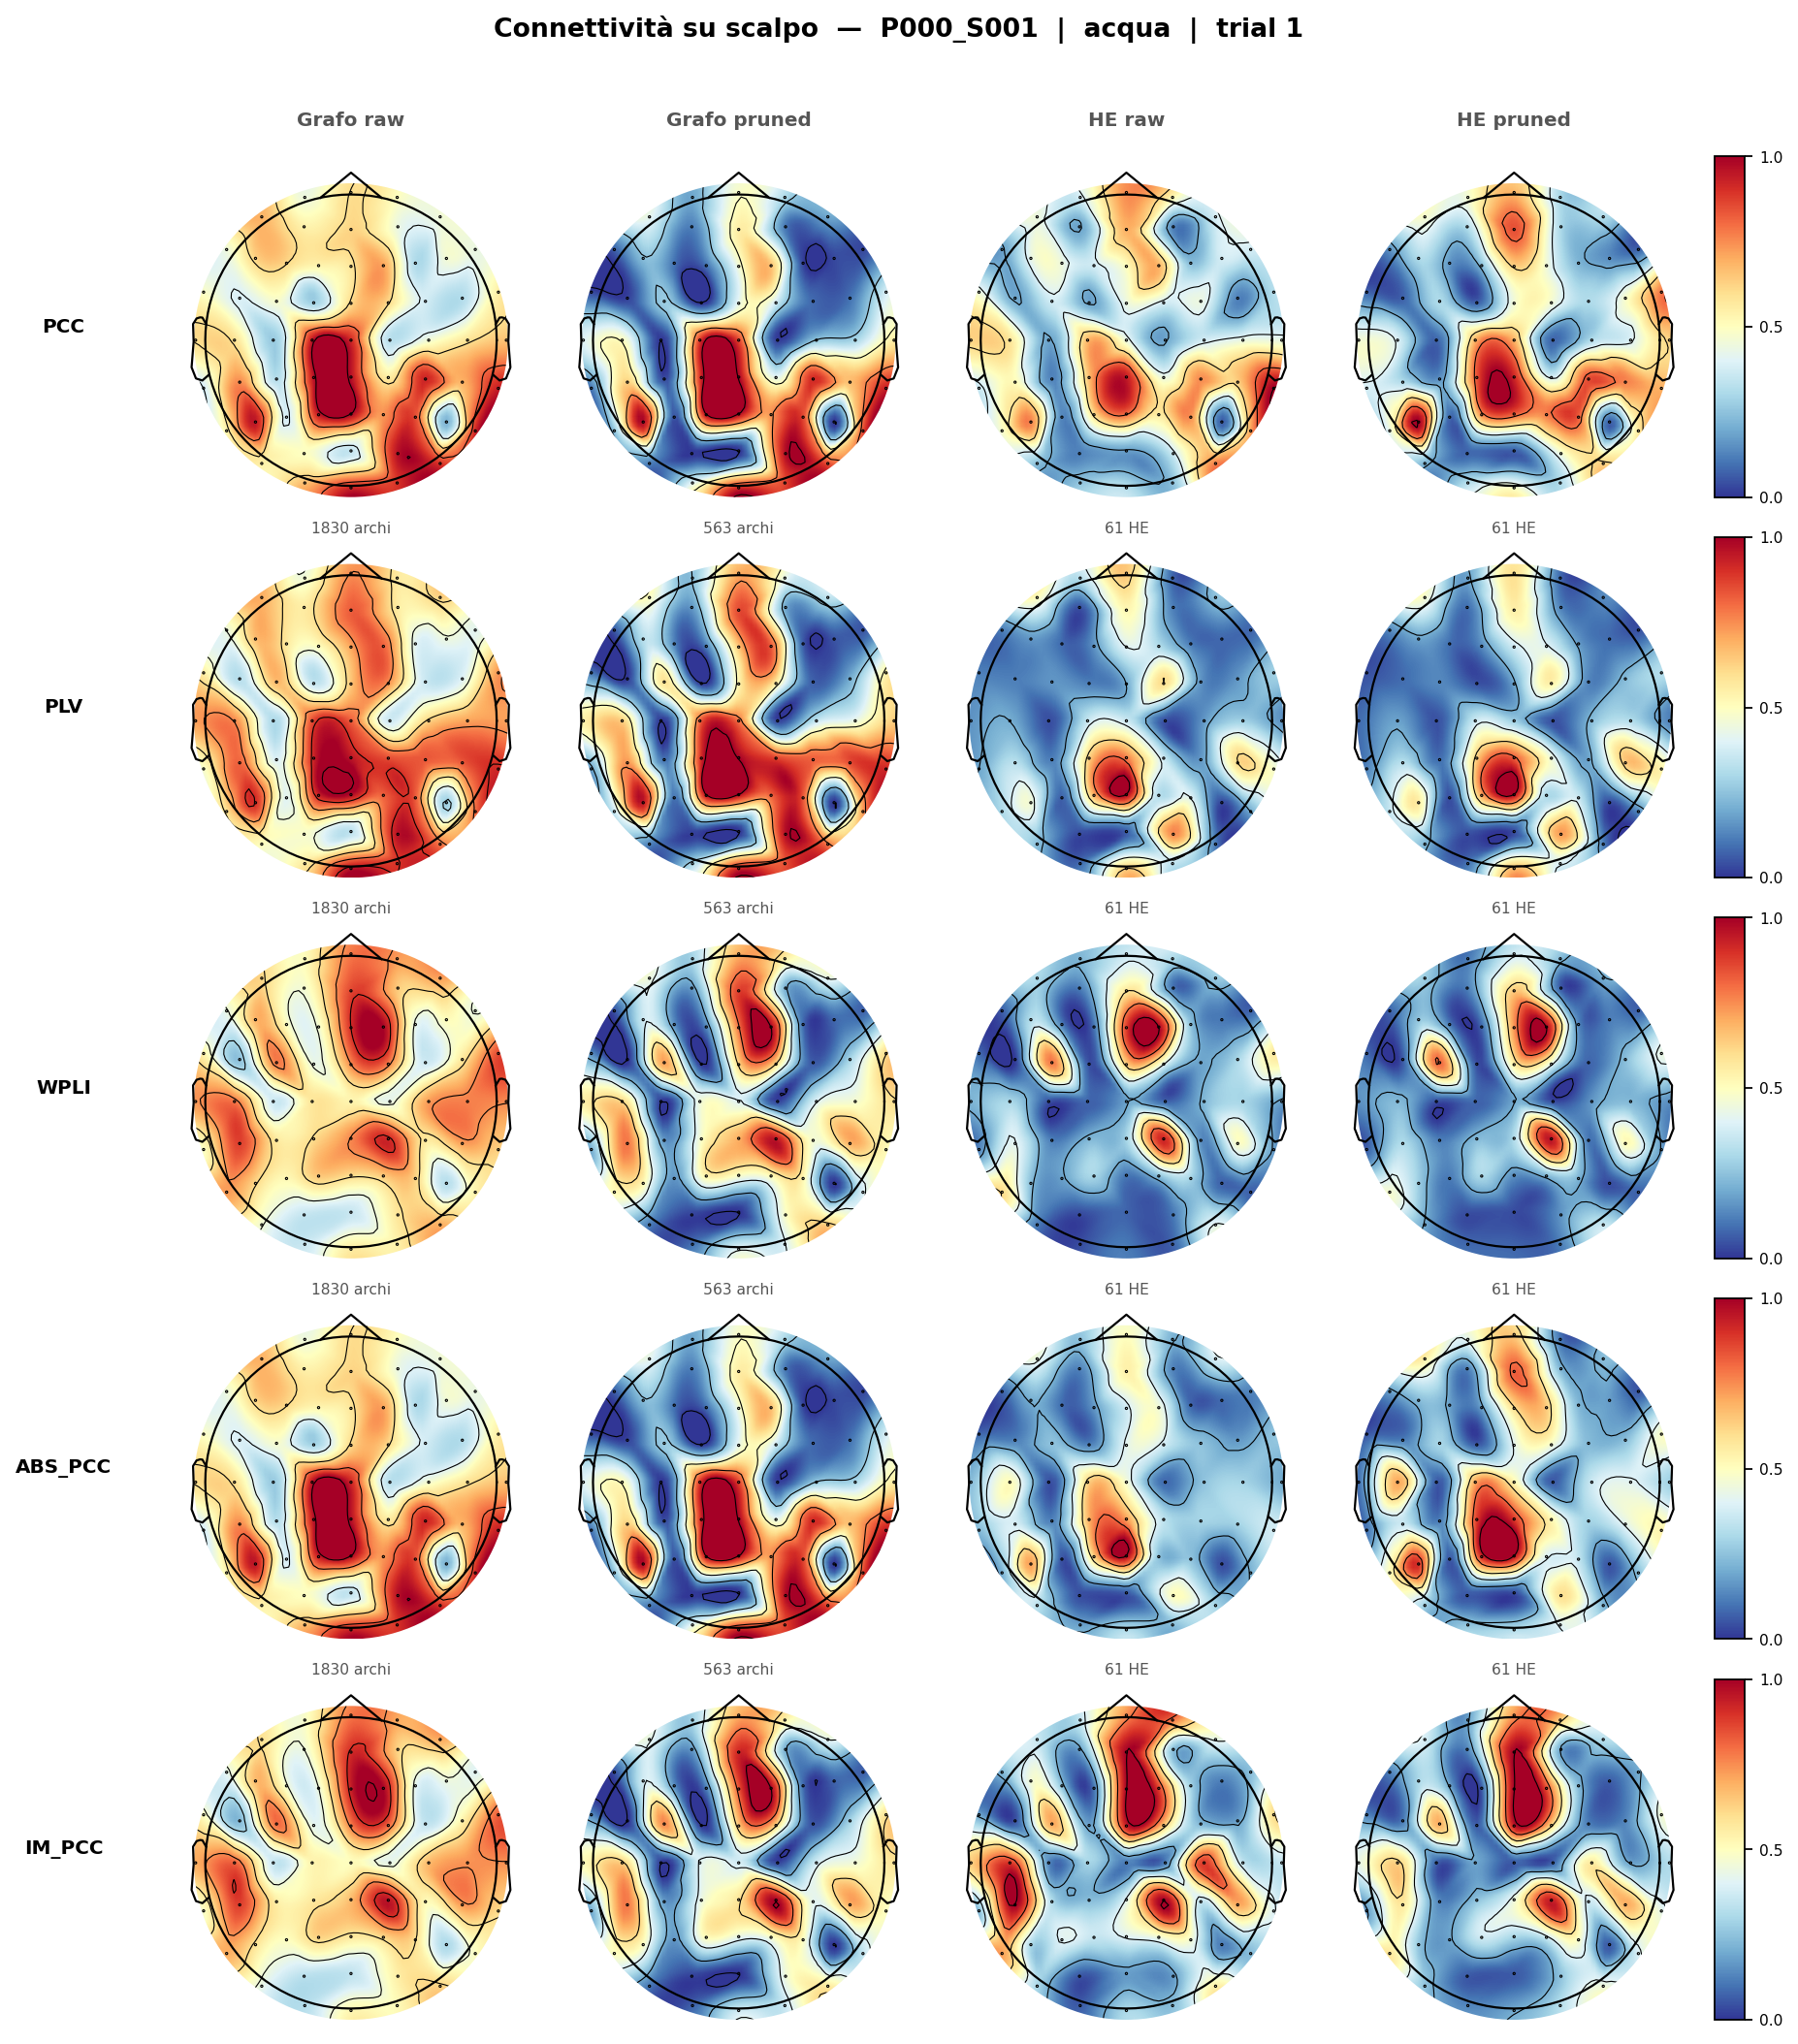 Connettività su scalpo — P000_S001 | acqua | trial 1
Grafo raw Grafo pruned HE raw HE pruned
1.0
PCC 0.5
0.0
1830 archi 563 archi 61 HE 61 HE
1.0
PLV 0.5
0.0
1830 archi 563 archi 61 HE 61 HE
1.0
WPLI 0.5
0.0
1830 archi 563 archi 61 HE 61 HE
1.0
ABS_PCC 0.5
0.0
1830 archi 563 archi 61 HE 61 HE
1.0
IM_PCC 0.5
0.0